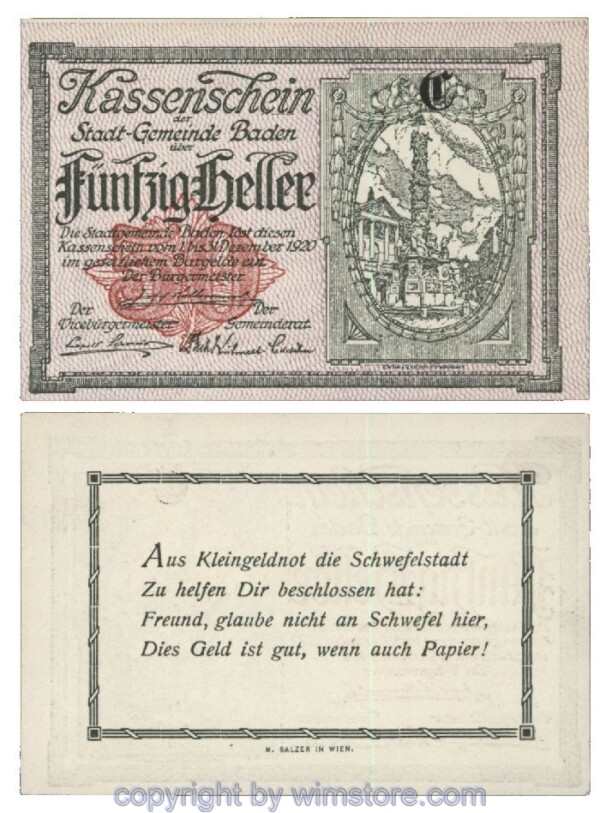 Kassenschein
der
Stadt-Gemeinde Baden
über
Fünfzig Heller
Die Stadtgemeinde Baden löst diesen
Kassenschein vom 1. bis 31. Dezember 1920
im gesetzlichem Bargelde ein.
Der Bürgermeister
Der Vicebürgermeister
Der Gemeinderat.
50
C
Aus Kleingeldnot die Schwefelstadt
Zu helfen Dir beschlossen hat:
Freund, glaube nicht an Schwefel hier,
Dies Geld ist gut, wenn auch Papier!
M. SALZER IN WIEN.
copyright by wimstore.com